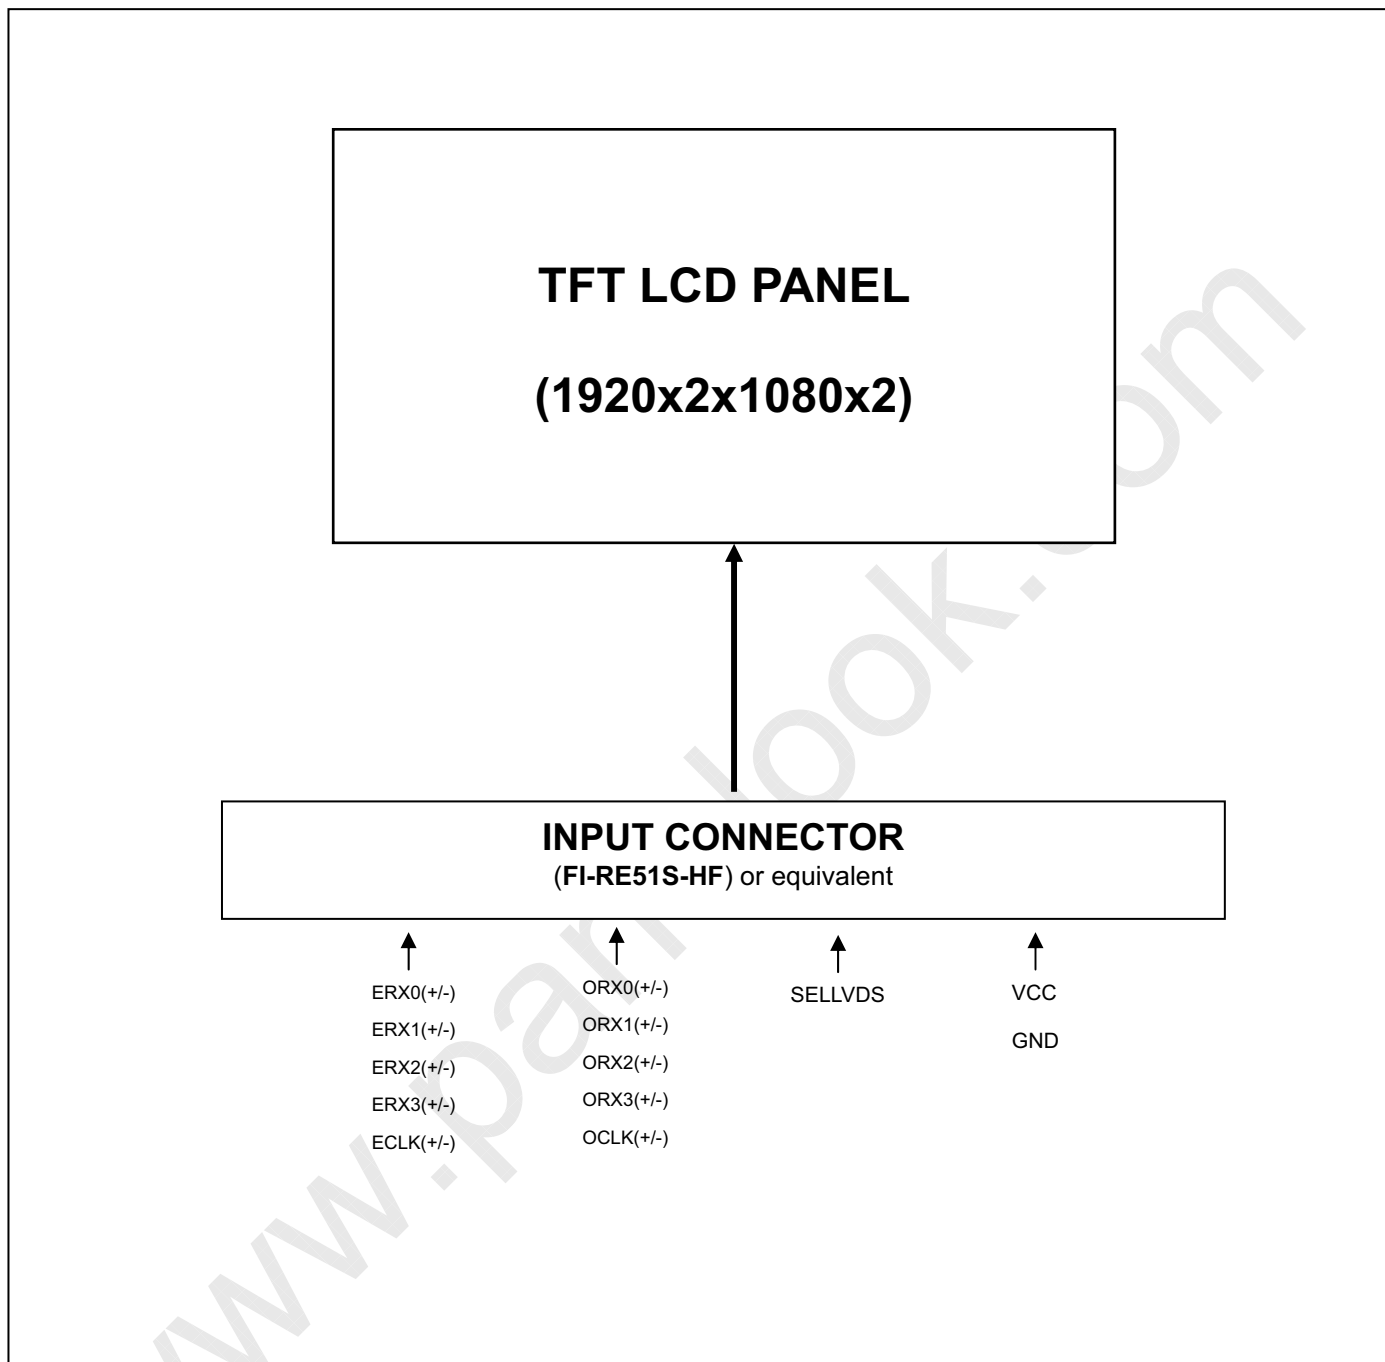 TFT LCD PANEL
(1920x2x1080x2)
INPUT CONNECTOR
(FI-RE51S-HF) or equivalent
ERX0(+/-)
ERX1(+/-)
ERX2(+/-)
ERX3(+/-)
ECLK(+/-)
ORX0(+/-)
ORX1(+/-)
ORX2(+/-)
ORX3(+/-)
OCLK(+/-)
SELLVDS
VCC
GND